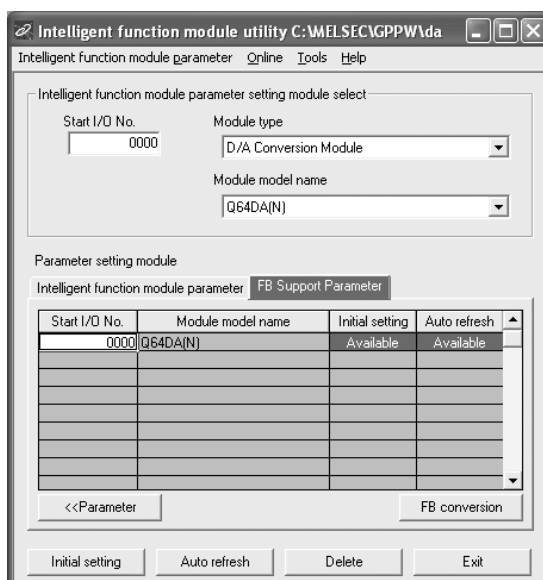 Intelligent function module utility C:\MELSEC\GPPW\da
Intelligent function module parameter Online Tools Help
Intelligent function module parameter setting module select
Start I/O No. Module type
0000 D/A Conversion Module
Module model name
Q64DA(N)
Parameter setting module
Intelligent function module parameter FB Support Parameter
Start I/O No. Module model name Initial setting Auto refresh
0000 Q64DA(N) Available Available
<<Parameter FB conversion
Initial setting Auto refresh Delete Exit